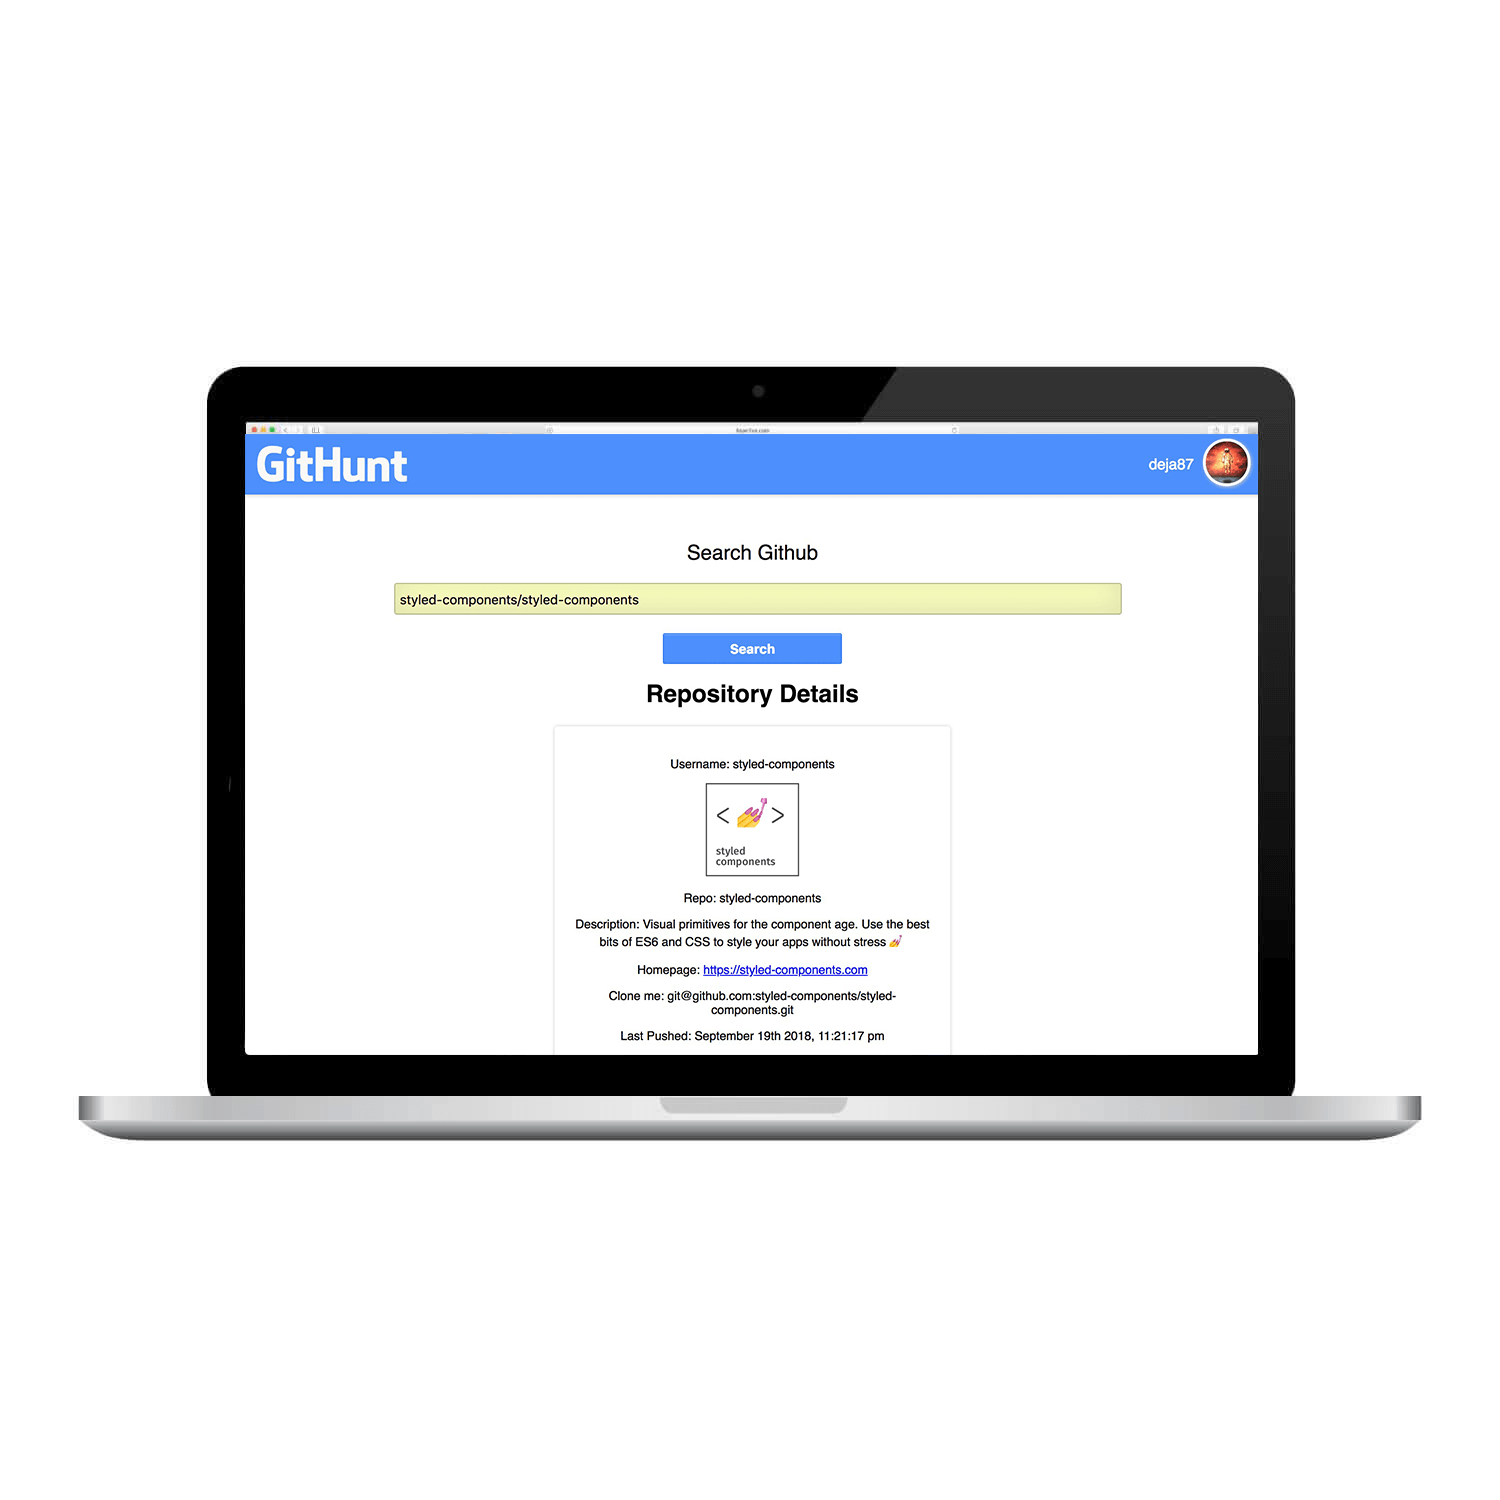 GitHunt
deja87
Search Github
styled-components/styled-components
Search
Repository Details
Username: styled-components
< 💅 >
styled
components
Repo: styled-components
Description: Visual primitives for the component age. Use the best
bits of ES6 and CSS to style your apps without stress 💅
Homepage: https://styled-components.com
Clone me: git@github.com:styled-components/styled-
components.git
Last Pushed: September 19th 2018, 11:21:17 pm